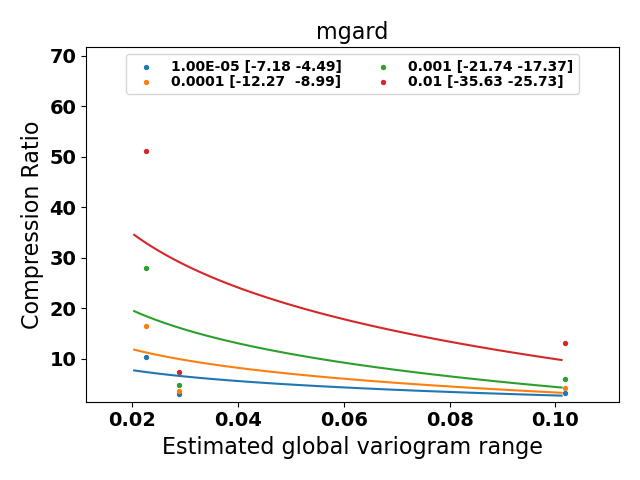 mgard
1.00E-05 [-7.18 -4.49]
0.0001 [-12.27  -8.99]
0.001 [-21.74 -17.37]
0.01 [-35.63 -25.73]
Compression Ratio
70
60
50
40
30
20
10
0.02 0.04 0.06 0.08 0.10
Estimated global variogram range